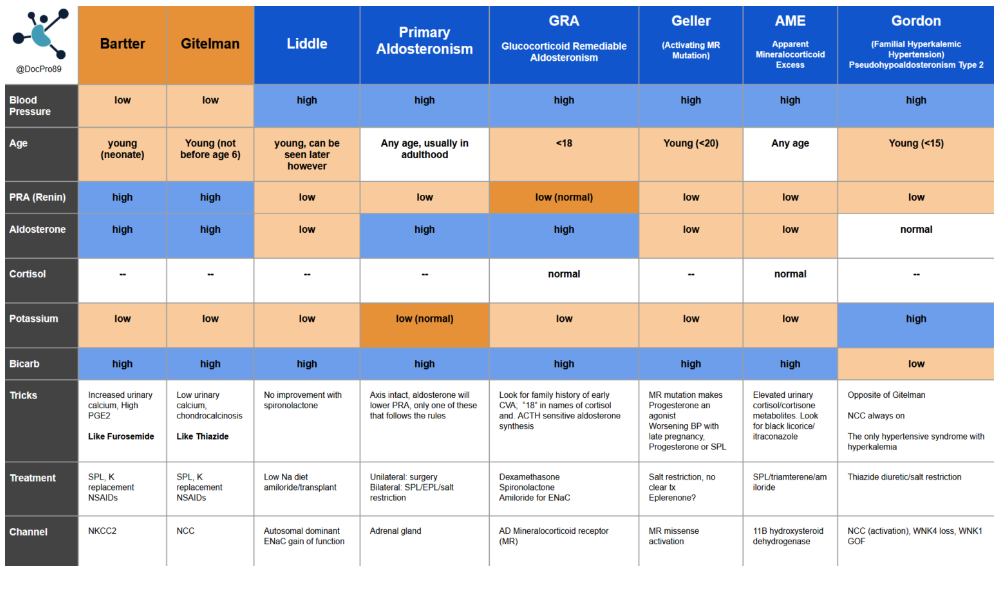 @DocPro89
Bartter
Gitelman
Liddle
Primary
Aldosteronism
GRA
Glucocorticoid Remediable
Aldosteronism
Geller
(Activating MR
Mutation)
AME
Apparent
Mineralocorticoid
Excess
Gordon
(Familial Hyperkalemic
Hypertension)
Pseudohypoaldosteronism Type 2
Blood
Pressure
low
low
high
high
high
high
high
high
Age
young
(neonate)
Young (not
before age 6)
young, can be
seen later
however
Any age, usually in
adulthood
<18
Young (<20)
Any age
Young (<15)
PRA (Renin)
high
high
low
low
low (normal)
low
low
low
Aldosterone
high
high
low
high
high
low
low
normal
Cortisol
--
--
--
--
normal
--
normal
--
Potassium
low
low
low
low (normal)
low
low
low
high
Bicarb
high
high
high
high
high
high
high
low
Tricks
Increased urinary
calcium, High
PGE2
Like Furosemide
Low urinary
calcium,
chondrocalcinosis
Like Thiazide
No improvement with
spironolactone
Axis intact, aldosterone will
lower PRA, only one of these
that follows the rules
Look for family history of early
CVA, "18" in names of cortisol
and. ACTH sensitive aldosterone
synthesis
MR mutation makes
Progesterone an
agonist
Worsening BP with
late pregnancy,
Progesterone or SPL
Elevated urinary
cortisol/cortisone
metabolites. Look
for black licorice/
itraconazole
Opposite of Gitelman
NCC always on
The only hypertensive syndrome with
hyperkalemia
Treatment
SPL, K
replacement
NSAIDs
SPL, K
replacement
NSAIDs
Low Na diet
amiloride/transplant
Unilateral: surgery
Bilateral: SPL/EPL/salt
restriction
Dexamethasone
Spironolactone
Amiloride for ENaC
Salt restriction, no
clear tx
Eplerenone?
SPL/triamterene/am
iloride
Thiazide diuretic/salt restriction
Channel
NKCC2
NCC
Autosomal dominant
ENaC gain of function
Adrenal gland
AD Mineralocorticoid receptor
(MR)
MR missense
activation
11B hydroxysteroid
dehydrogenase
NCC (activation), WNK4 loss, WNK1
GOF